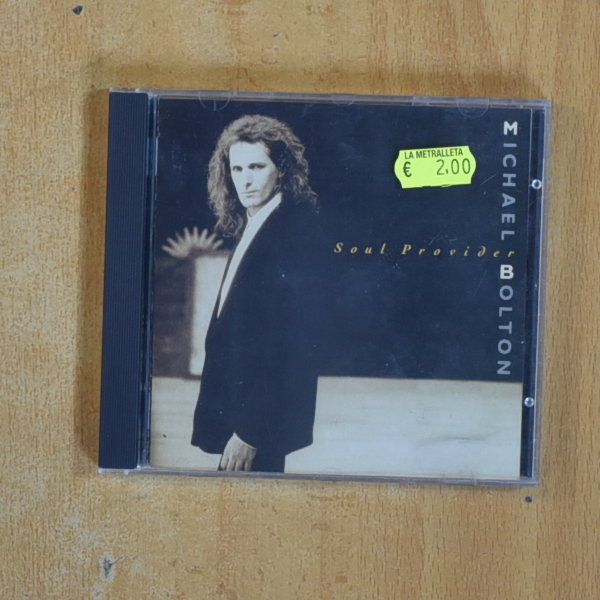 LA METRALLETA
€ 2.00
Soul Provider
MICHAEL BOLTON